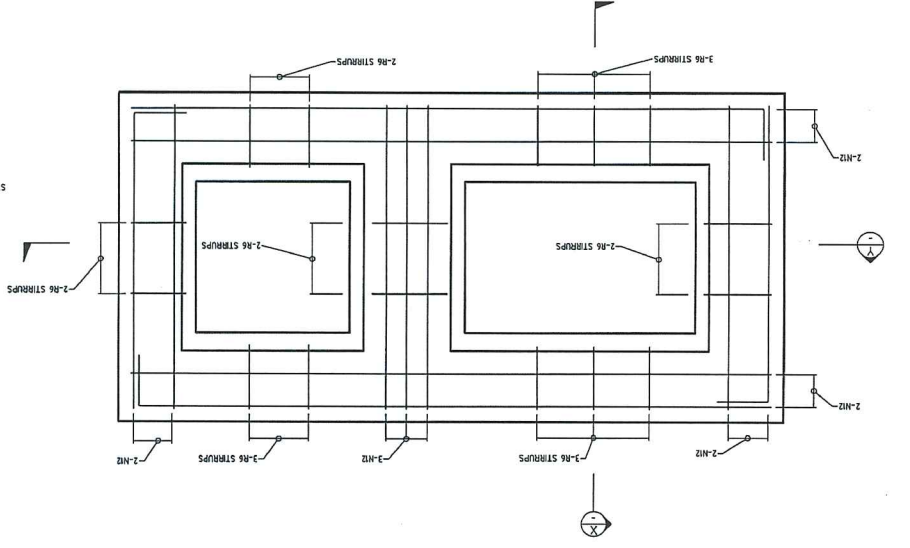 X
-
2-N12
3-R6 STIRRUPS
3-N12
3-R6 STIRRUPS
2-N12
2-N12
2-R6 STIRRUPS
Y
-
2-R6 STIRRUPS
2-R6 STIRRUPS
S
2-N12
3-R6 STIRRUPS
2-R6 STIRRUPS